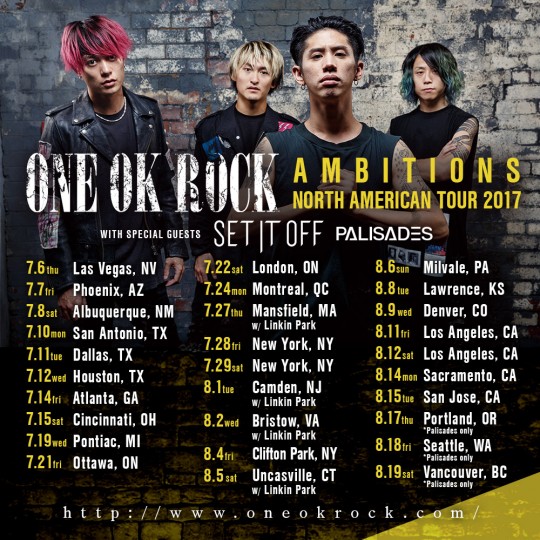 ONE OK ROCK
AMBITIONS
NORTH AMERICAN TOUR 2017
WITH SPECIAL GUESTS SET IT OFF PALISADES
7.6thu Las Vegas, NV
7.7fri Phoenix, AZ
7.8sat Albuquerque, NM
7.10mon San Antonio, TX
7.11tue Dallas, TX
7.12wed Houston, TX
7.14fri Atlanta, GA
7.15sat Cincinnati, OH
7.19wed Pontiac, MI
7.21fri Ottawa, ON
7.22sat London, ON
7.24mon Montreal, QC
7.27thu Mansfield, MA
w/ Linkin Park
7.28fri New York, NY
7.29sat New York, NY
8.1tue Camden, NJ
w/ Linkin Park
8.2wed Bristow, VA
w/ Linkin Park
8.4fri Clifton Park, NY
8.5sat Uncasville, CT
w/ Linkin Park
8.6sun Milvale, PA
8.8tue Lawrence, KS
8.9wed Denver, CO
8.11fri Los Angeles, CA
8.12sat Los Angeles, CA
8.14mon Sacramento, CA
8.15tue San Jose, CA
8.17thu Portland, OR
*Palisades only
8.18fri Seattle, WA
*Palisades only
8.19sat Vancouver, BC
*Palisades only
http://www.oneokrock.com/